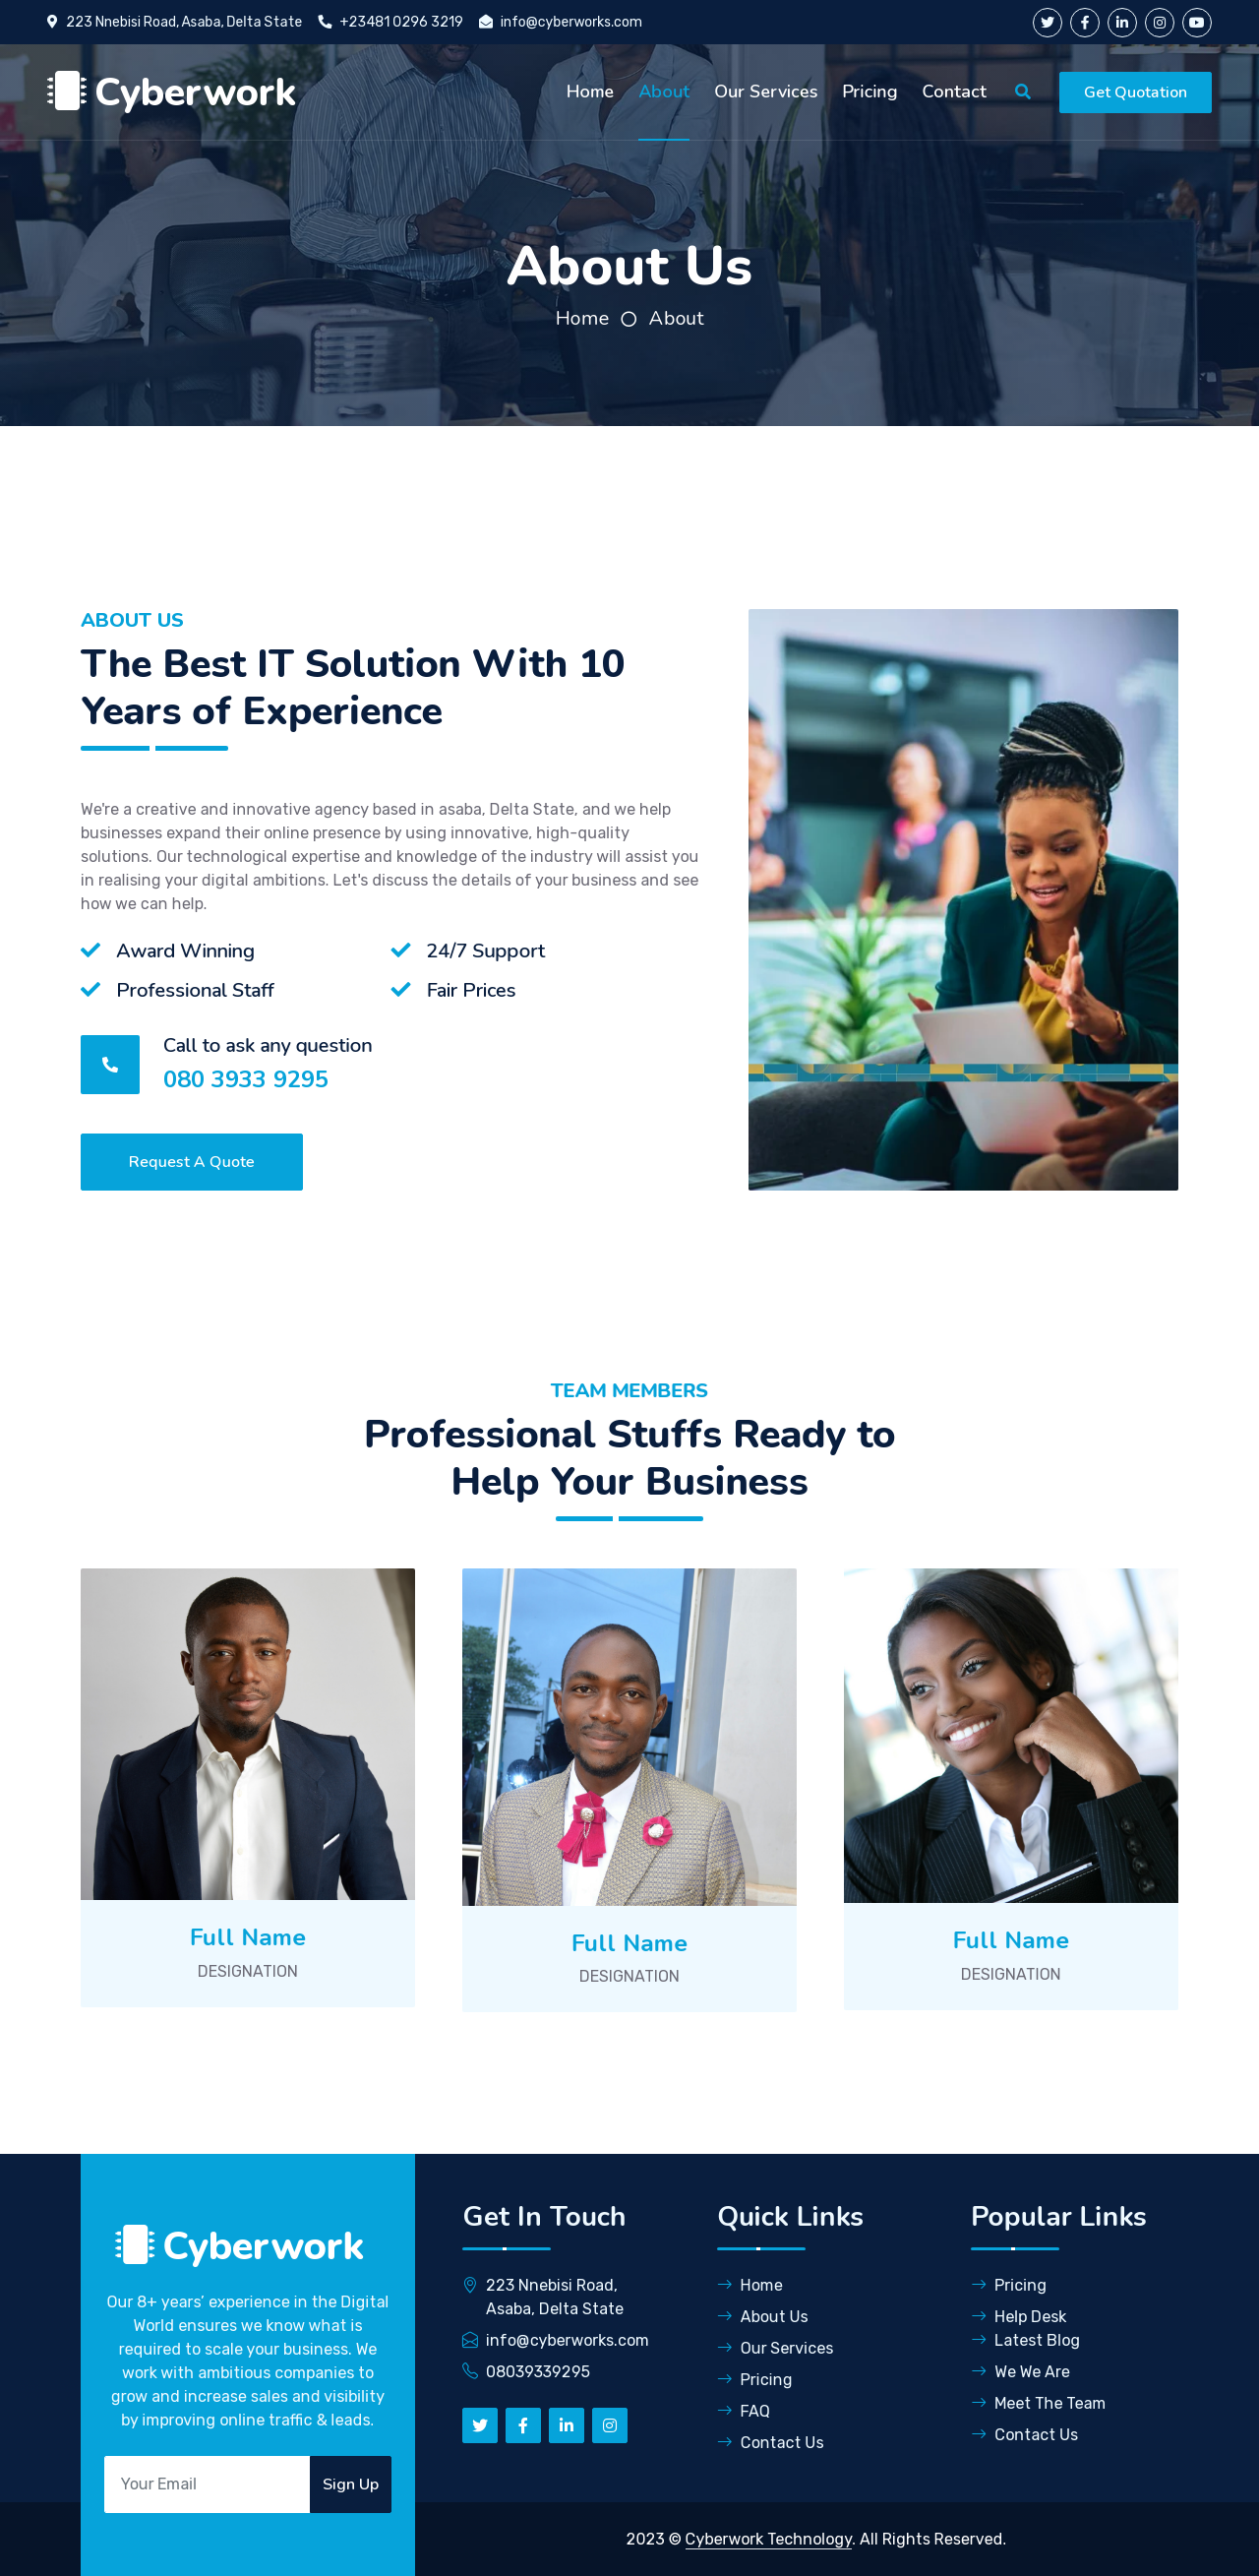 223 Nnebisi Road, Asaba, Delta State +23481 0296 3219 info@cyberworks.com
Cyberwork
Home About Our Services Pricing Contact Get Quotation
About Us
Home About
ABOUT US
The Best IT Solution With 10
Years of Experience
We're a creative and innovative agency based in asaba, Delta State, and we help
businesses expand their online presence by using innovative, high-quality
solutions. Our technological expertise and knowledge of the industry will assist you
in realising your digital ambitions. Let's discuss the details of your business and see
how we can help.
Award Winning
24/7 Support
Professional Staff
Fair Prices
Call to ask any question
080 3933 9295
Request A Quote
TEAM MEMBERS
Professional Stuffs Ready to
Help Your Business
Full Name
DESIGNATION
Full Name
DESIGNATION
Full Name
DESIGNATION
Cyberwork
Our 8+ years’ experience in the Digital
World ensures we know what is
required to scale your business. We
work with ambitious companies to
grow and increase sales and visibility
by improving online traffic & leads.
Your Email
Sign Up
Get In Touch
223 Nnebisi Road,
Asaba, Delta State
info@cyberworks.com
08039339295
Quick Links
Home
About Us
Our Services
Pricing
FAQ
Contact Us
Popular Links
Pricing
Help Desk
Latest Blog
We We Are
Meet The Team
Contact Us
2023 © Cyberwork Technology. All Rights Reserved.